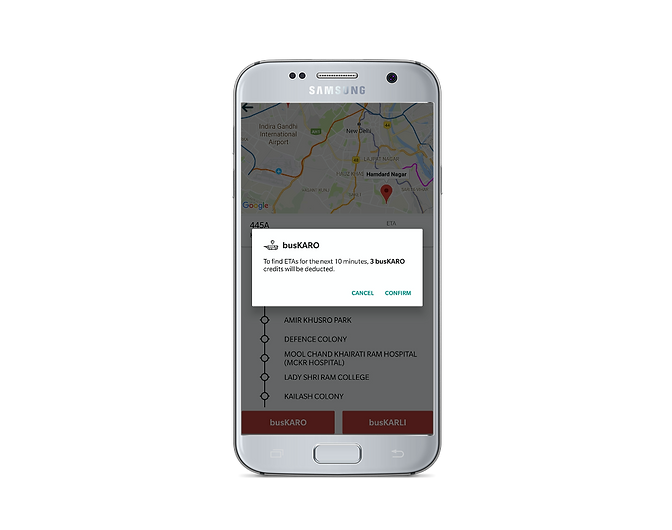 SAMSUNG
Indira Gandhi
International
Airport
New Delhi
LAJPAT NAGAR
Hamdard Nagar
Google
445A
ETA
busKARO
To find ETAs for the next 10 minutes, 3 busKARO
credits will be deducted.
CANCEL CONFIRM
AMIR KHUSRO PARK
DEFENCE COLONY
MOOL CHAND KHAIRATI RAM HOSPITAL
(MCKR HOSPITAL)
LADY SHRI RAM COLLEGE
KAILASH COLONY
busKARO busKARLI